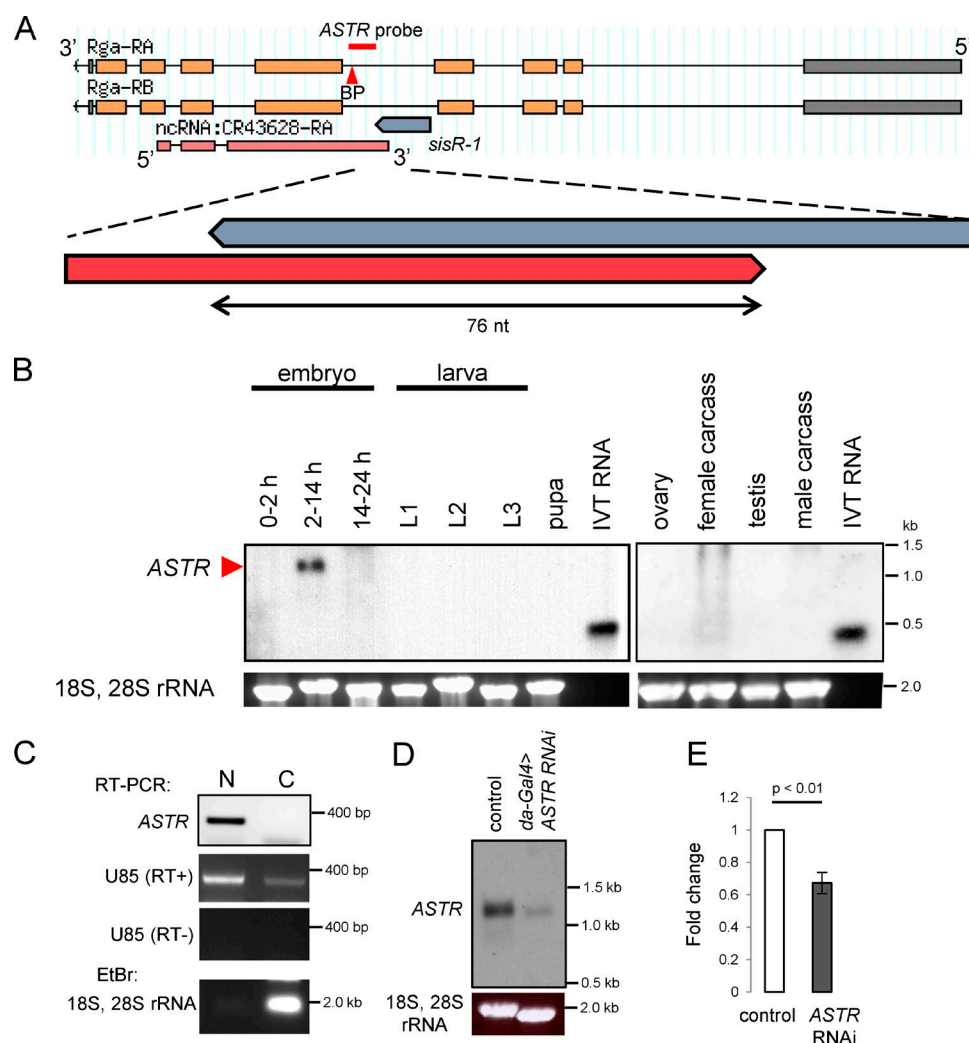 A
ASTR probe
3’
5’
Rga-RA
BP
Rga-RB
ncRNA:CR43628-RA
sisR-1
5’
3’
76 nt
B
embryo
larva
0-2 h
2-14 h
14-24 h
L1
L2
L3
pupa
IVT RNA
ovary
female carcass
testis
male carcass
IVT RNA
kb
ASTR
1.5
1.0
0.5
18S, 28S rRNA
2.0
C
RT-PCR:
N
C
ASTR
400 bp
U85 (RT+)
400 bp
U85 (RT-)
400 bp
EtBr:
18S, 28S rRNA
2.0 kb
D
control
da-Gal4>
ASTR RNAi
ASTR
1.5 kb
1.0 kb
0.5 kb
18S, 28S
rRNA
2.0 kb
E
p < 0.01
Fold change
1.2
1
0.8
0.6
0.4
0.2
0
control
ASTR
RNAi